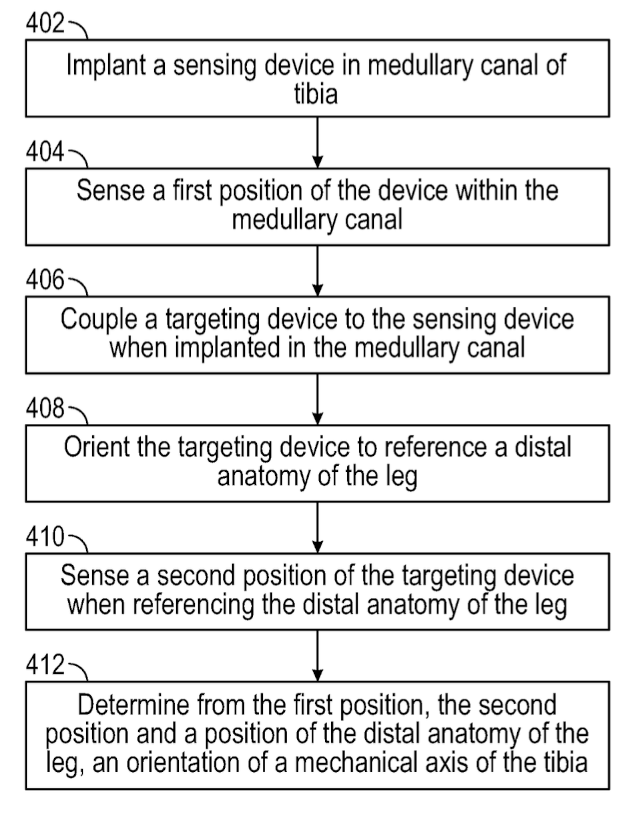 402
Implant a sensing device in medullary canal of
tibia
404
Sense a first position of the device within the
medullary canal
406
Couple a targeting device to the sensing device
when implanted in the medullary canal
408
Orient the targeting device to reference a distal
anatomy of the leg
410
Sense a second position of the targeting device
when referencing the distal anatomy of the leg
412
Determine from the first position, the second
position and a position of the distal anatomy of the
leg, an orientation of a mechanical axis of the tibia